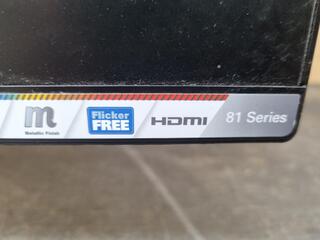 m
Metallic Finish
Flicker
FREE
HDMI
81 Series